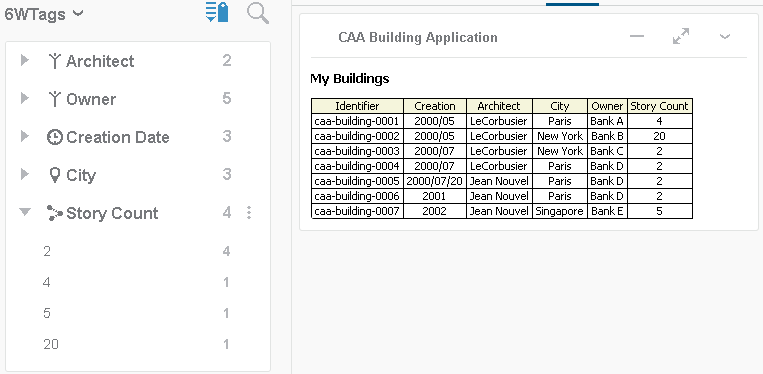 6WTags
Architect 2
Owner 5
Creation Date 3
City 3
Story Count 4
2 4
4 1
5 1
20 1
CAA Building Application
My Buildings
Identifier Creation Architect City Owner Story Count
caa-building-0001 2000/05 LeCorbusier Paris Bank A 4
caa-building-0002 2000/05 LeCorbusier New York Bank B 20
caa-building-0003 2000/07 LeCorbusier New York Bank C 2
caa-building-0004 2000/07 LeCorbusier Paris Bank D 2
caa-building-0005 2000/07/20 Jean Nouvel Paris Bank D 2
caa-building-0006 2001 Jean Nouvel Paris Bank D 2
caa-building-0007 2002 Jean Nouvel Singapore Bank E 5